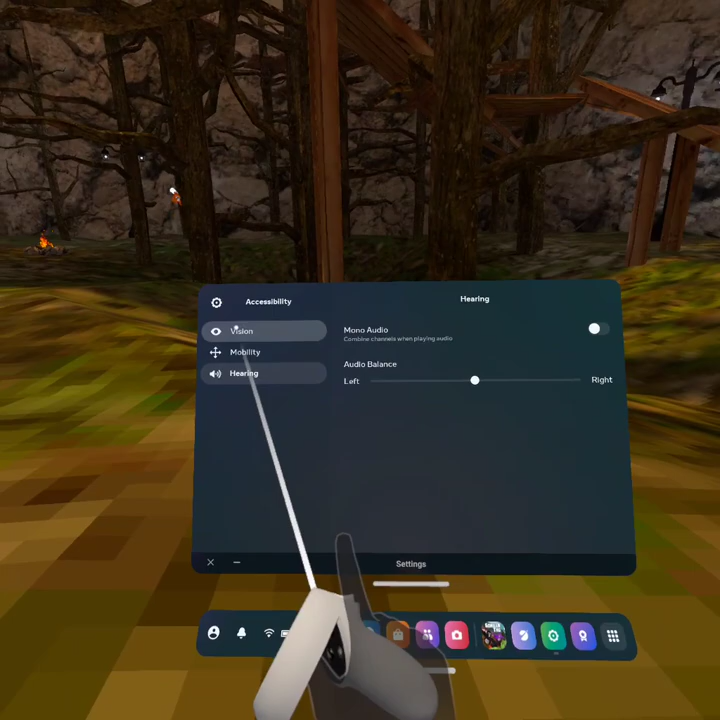 Accessibility
Vision
Mobility
Hearing
Hearing
Mono Audio
Combine channels when playing audio
Audio Balance
Left
Right
Settings